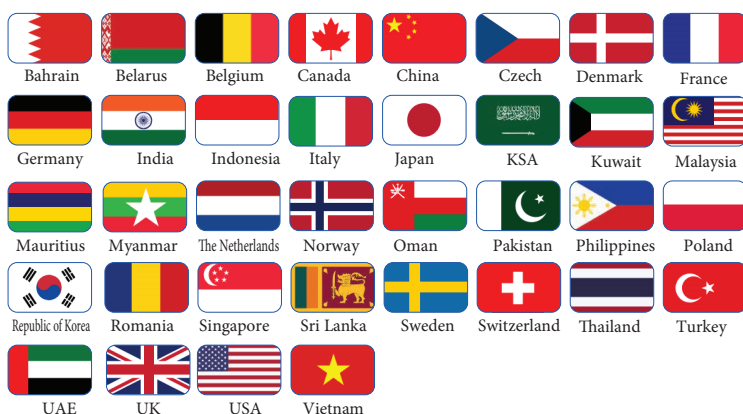 Bahrain Belarus Belgium Canada China Czech Denmark France
Germany India Indonesia Italy Japan KSA Kuwait Malaysia
Mauritius Myanmar The Netherlands Norway Oman Pakistan Philippines Poland
Republic of Korea Romania Singapore Sri Lanka Sweden Switzerland Thailand Turkey
UAE UK USA Vietnam